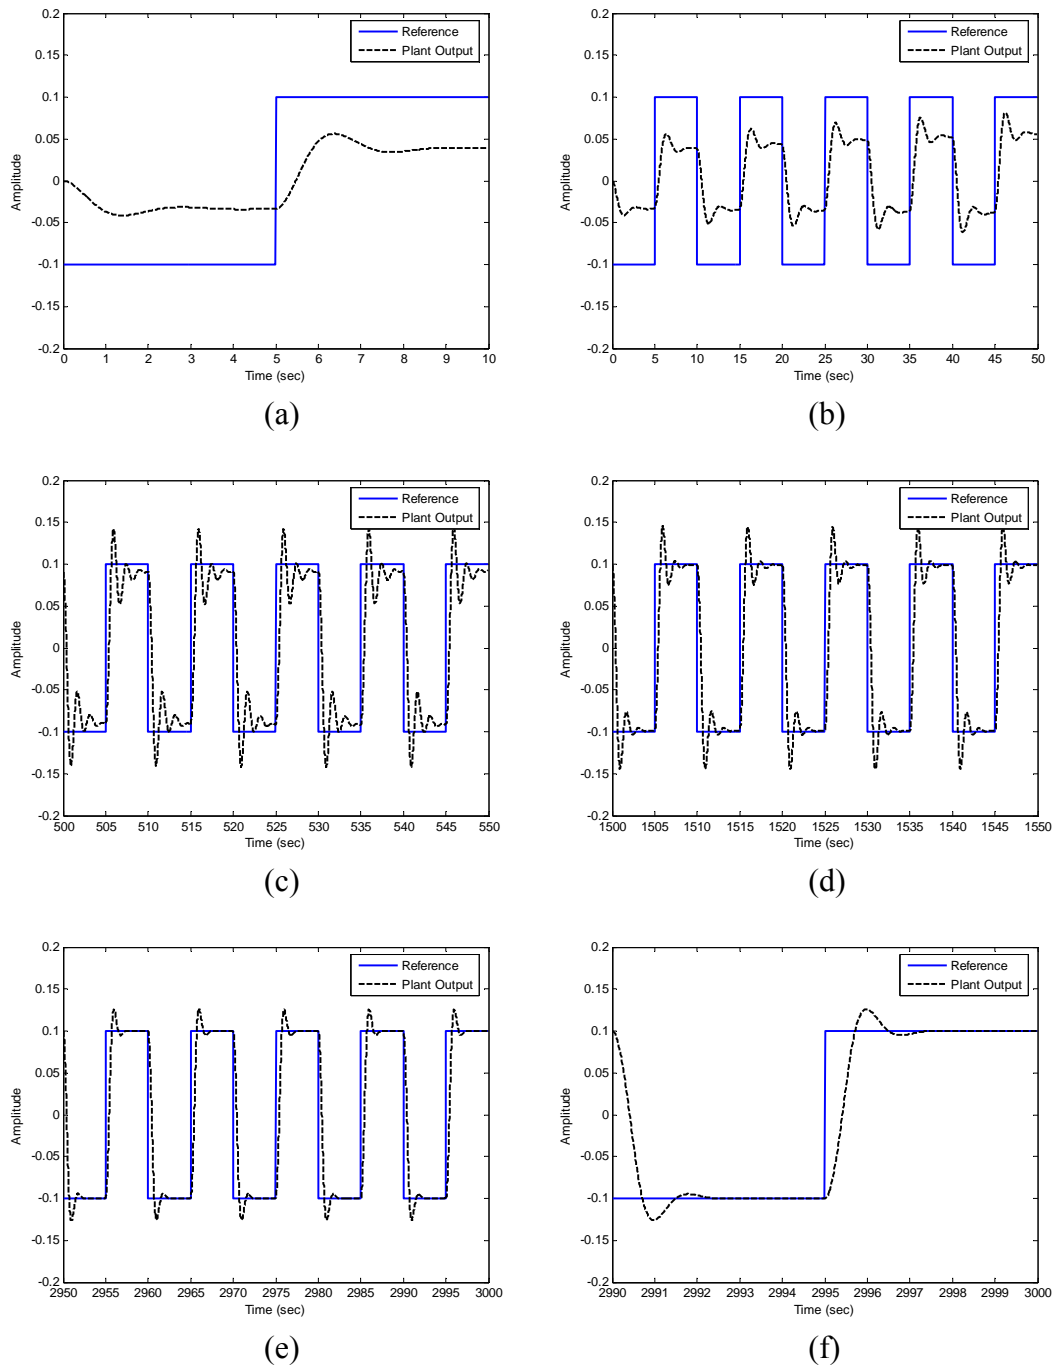 0.2
0.15
0.1
0.05
0
-0.05
-0.1
-0.15
-0.2
Amplitude
Reference
Plant Output
0 1 2 3 4 5 6 7 8 9 10
Time (sec)
(a)
0.2
0.15
0.1
0.05
0
-0.05
-0.1
-0.15
-0.2
Amplitude
Reference
Plant Output
0 5 10 15 20 25 30 35 40 45 50
Time (sec)
(b)
0.2
0.15
0.1
0.05
0
-0.05
-0.1
-0.15
-0.2
Amplitude
Reference
Plant Output
500 505 510 515 520 525 530 535 540 545 550
Time (sec)
(c)
0.2
0.15
0.1
0.05
0
-0.05
-0.1
-0.15
-0.2
Amplitude
Reference
Plant Output
1500 1505 1510 1515 1520 1525 1530 1535 1540 1545 1550
Time (sec)
(d)
0.2
0.15
0.1
0.05
0
-0.05
-0.1
-0.15
-0.2
Amplitude
Reference
Plant Output
2950 2955 2960 2965 2970 2975 2980 2985 2990 2995 3000
Time (sec)
(e)
0.2
0.15
0.1
0.05
0
-0.05
-0.1
-0.15
-0.2
Amplitude
Reference
Plant Output
2990 2991 2992 2993 2994 2995 2996 2997 2998 2999 3000
Time (sec)
(f)